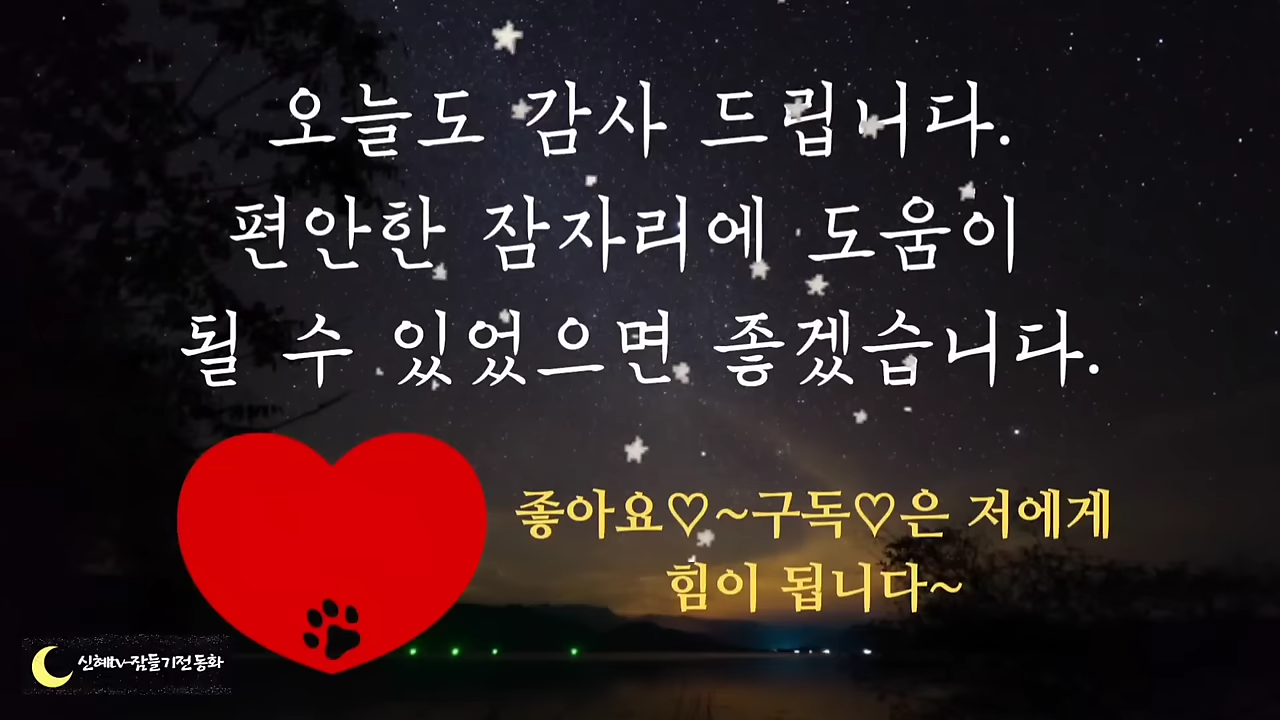 오늘도 감사 드립니다.
편안한 잠자리에 도움이
될 수 있었으면 좋겠습니다.
좋아요♡~구독♡은 저에게
힘이 됩니다~
신혜tv-잠들기전동화